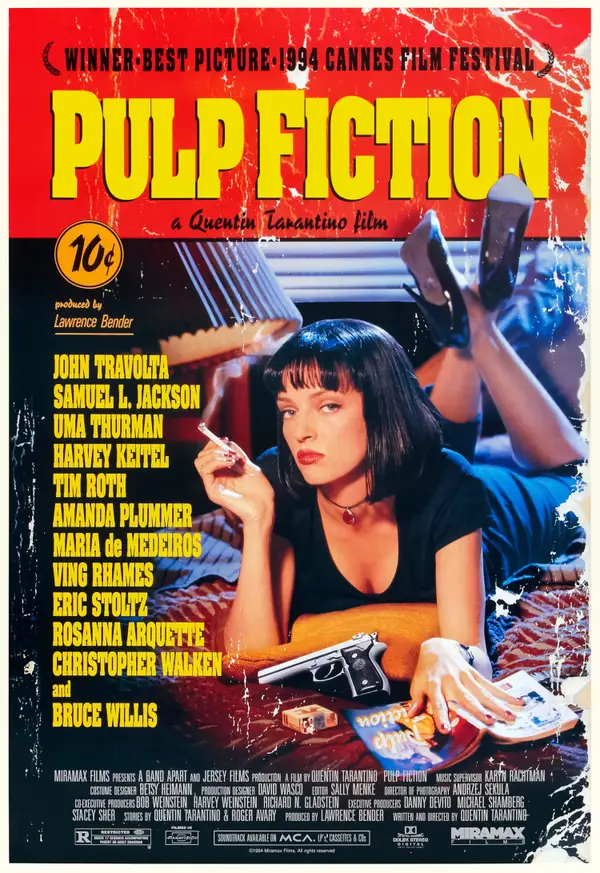 WINNER·BEST PICTURE·1994 CANNES FILM FESTIVAL
PULP FICTION
a Quentin Tarantino film
10¢
produced by
Lawrence Bender
JOHN TRAVOLTA
SAMUEL L. JACKSON
UMA THURMAN
HARVEY KEITEL
TIM ROTH
AMANDA PLUMMER
MARIA de MEDEIROS
VING RHAMES
ERIC STOLTZ
ROSANNA ARQUETTE
CHRISTOPHER WALKEN
and
BRUCE WILLIS
Pulp
Fiction
MIRAMAX FILMS PRESENTS A BAND APART AND JERSEY FILMS PRODUCTION A FILM BY QUENTIN TARANTINO PULP FICTION MUSIC SUPERVISOR KARYN RACHTMAN
COSTUME DESIGNER BETSY HEIMANN PRODUCTION DESIGNER DAVID WASCO EDITOR SALLY MENKE DIRECTOR OF PHOTOGRAPHY ANDRZEJ SEKULA
CO-EXECUTIVE PRODUCERS BOB WEINSTEIN HARVEY WEINSTEIN RICHARD N. GLADSTEIN EXECUTIVE PRODUCERS DANNY DEVITO MICHAEL SHAMBERG
STACEY SHER STORIES BY QUENTIN TARANTINO & ROGER AVARY PRODUCED BY LAWRENCE BENDER WRITTEN AND DIRECTED BY QUENTIN TARANTINO
R RESTRICTED
SOUNDTRACK AVAILABLE ON MCA LPs CASSETTES & CDs
DOLBY STEREO
DIGITAL
MIRAMAX
FILMS
©1994 Miramax Films. All rights reserved